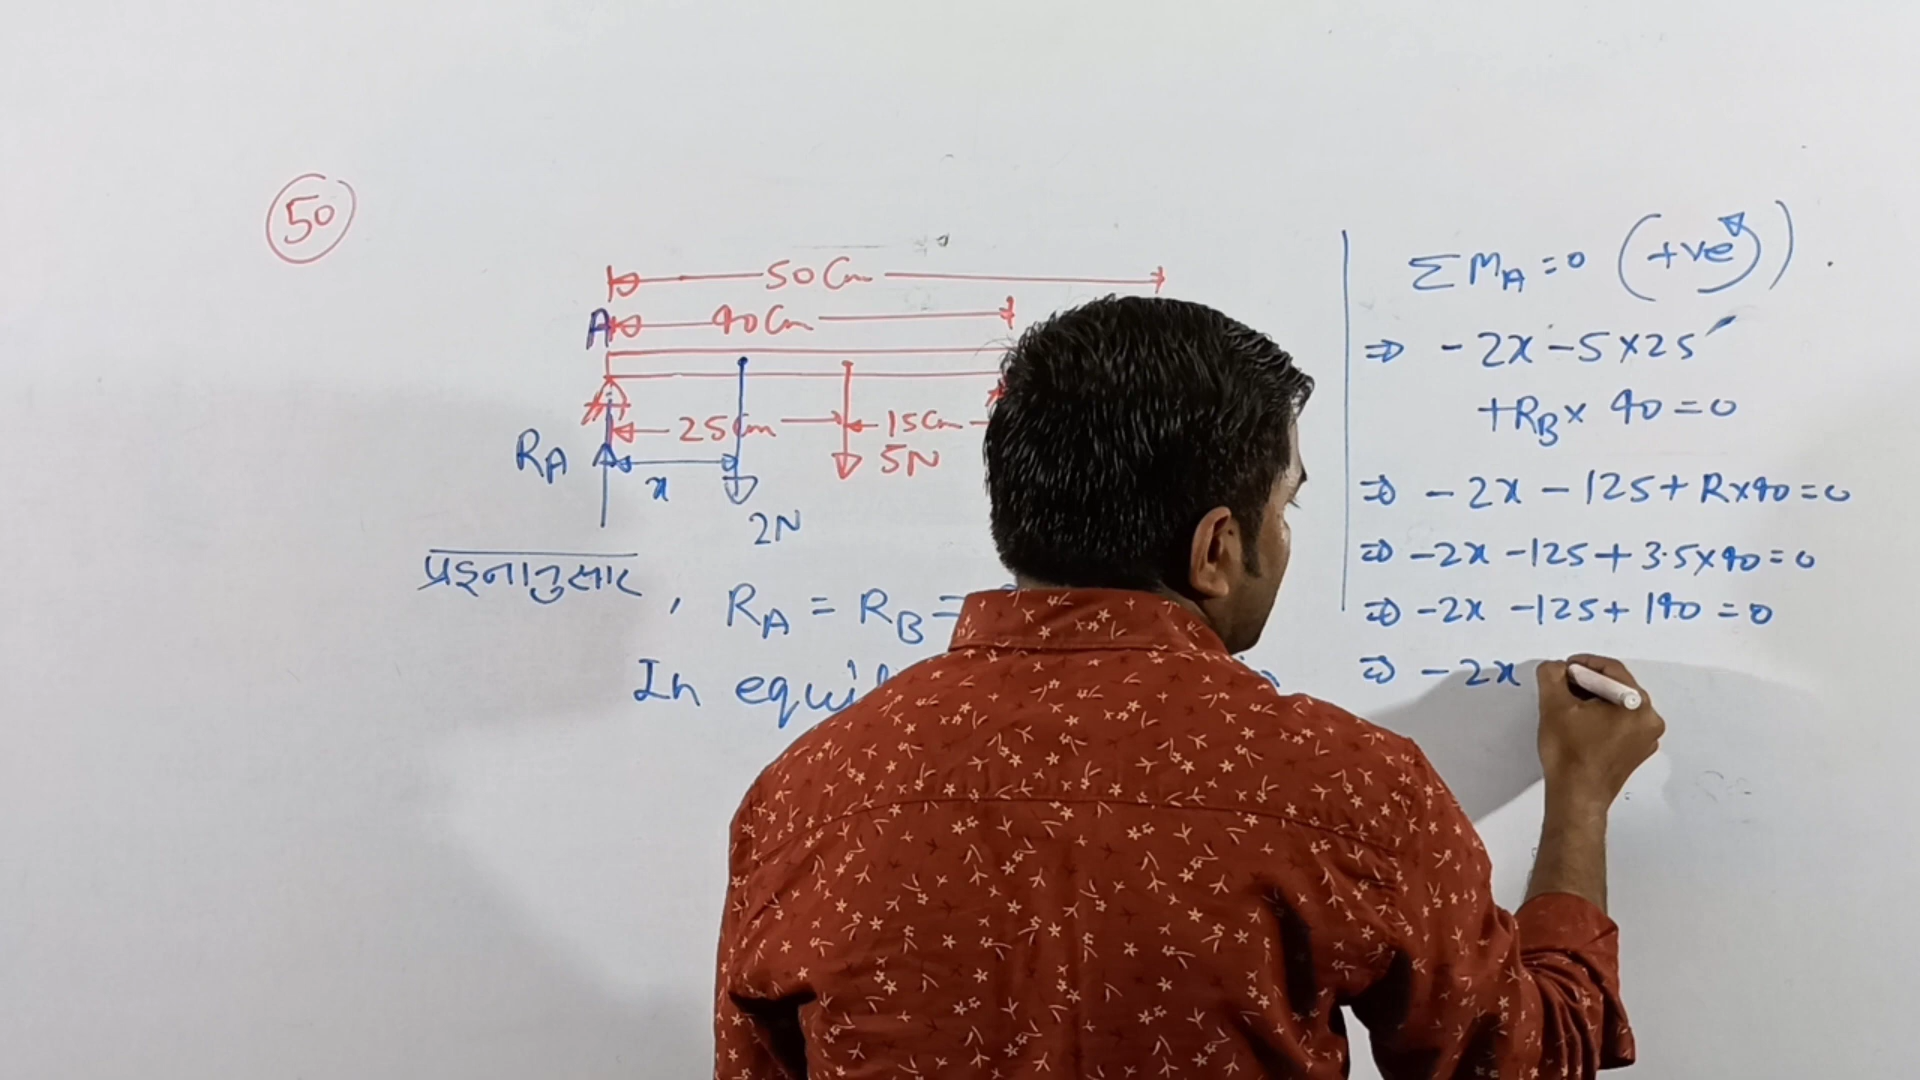 50
50 Cm
40 Cm
A
25 Cm
15 Cm
RA
x
5N
2N
प्रश्नानुसार, RA = RB =
In equil
ΣMA = 0 (+ve)
⇒ - 2x - 5 × 25
+ RB × 40 = 0
⇒ - 2x - 125 + R × 40 = 0
⇒ - 2x - 125 + 3.5 × 40 = 0
⇒ - 2x - 125 + 140 = 0
⇒ - 2x